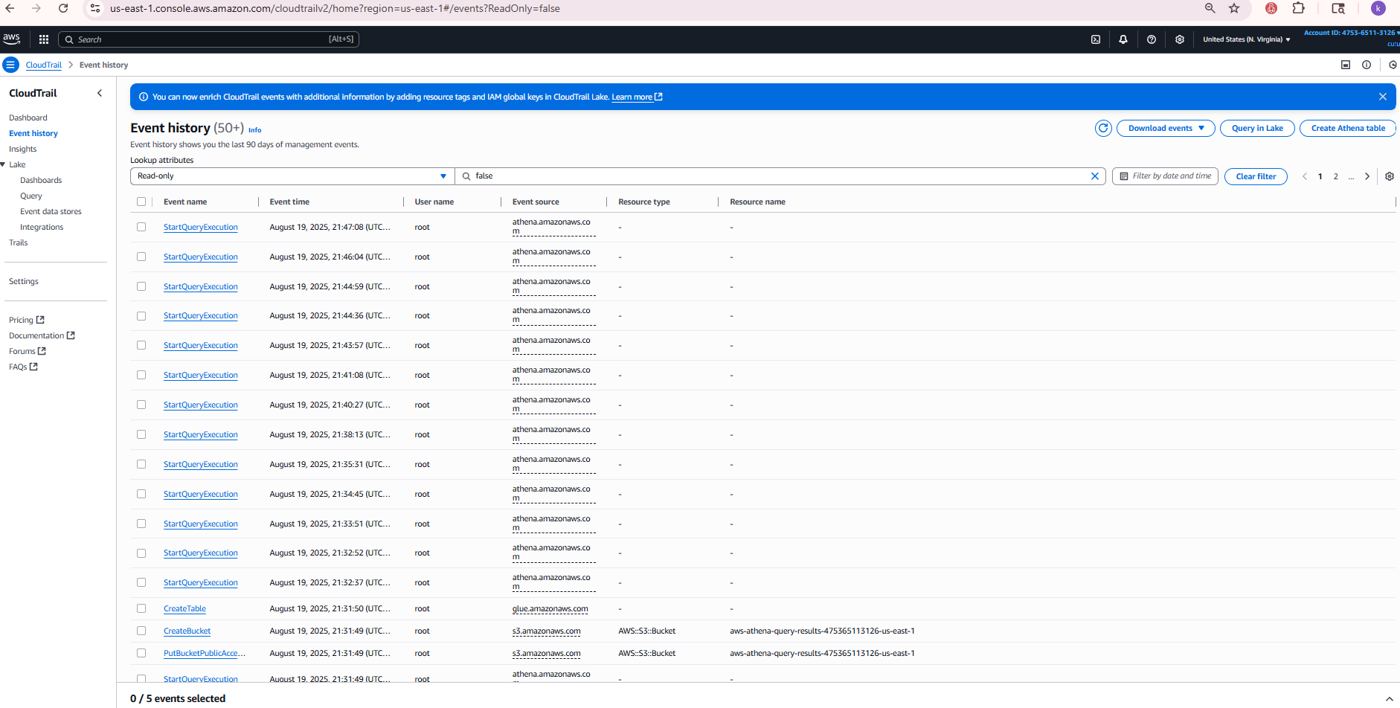 us-east-1.console.aws.amazon.com/cloudtrailv2/home?region=us-east-1#/events?ReadOnly=false
k
aws
Search
[Alt+S]
United States (N. Virginia)
Account ID: 4753-6511-3126
CloudTrail
Event history
CloudTrail
Dashboard
Event history
Insights
Lake
Dashboards
Query
Event data stores
Integrations
Trails
Settings
Pricing
Documentation
Forums
FAQs
You can now enrich CloudTrail events with additional information by adding resource tags and IAM global keys in CloudTrail Lake. Learn more
Event history (50+) Info
Event history shows you the last 90 days of management events.
Download events
Query in Lake
Create Athena table
Lookup attributes
Read-only
false
Filter by date and time
Clear filter
1 2 ...
Event name Event time User name Event source Resource type Resource name
StartQueryExecution August 19, 2025, 21:47:08 (UTC... root athena.amazonaws.co - -
m
StartQueryExecution August 19, 2025, 21:46:04 (UTC... root athena.amazonaws.co - -
m
StartQueryExecution August 19, 2025, 21:44:59 (UTC... root athena.amazonaws.co - -
m
StartQueryExecution August 19, 2025, 21:44:36 (UTC... root athena.amazonaws.co - -
m
StartQueryExecution August 19, 2025, 21:43:57 (UTC... root athena.amazonaws.co - -
m
StartQueryExecution August 19, 2025, 21:41:08 (UTC... root athena.amazonaws.co - -
m
StartQueryExecution August 19, 2025, 21:40:27 (UTC... root athena.amazonaws.co - -
m
StartQueryExecution August 19, 2025, 21:38:13 (UTC... root athena.amazonaws.co - -
m
StartQueryExecution August 19, 2025, 21:35:31 (UTC... root athena.amazonaws.co - -
m
StartQueryExecution August 19, 2025, 21:34:45 (UTC... root athena.amazonaws.co - -
m
StartQueryExecution August 19, 2025, 21:33:51 (UTC... root athena.amazonaws.co - -
m
StartQueryExecution August 19, 2025, 21:32:52 (UTC... root athena.amazonaws.co - -
m
StartQueryExecution August 19, 2025, 21:32:37 (UTC... root athena.amazonaws.co - -
m
CreateTable August 19, 2025, 21:31:50 (UTC... root glue.amazonaws.com - -
CreateBucket August 19, 2025, 21:31:49 (UTC... root s3.amazonaws.com AWS::S3::Bucket aws-athena-query-results-475365113126-us-east-1
PutBucketPublicAcce... August 19, 2025, 21:31:49 (UTC... root s3.amazonaws.com AWS::S3::Bucket aws-athena-query-results-475365113126-us-east-1
StartQueryExecution August 19, 2025, 21:31:49 (UTC... root athena.amazonaws.co - -
0 / 5 events selected